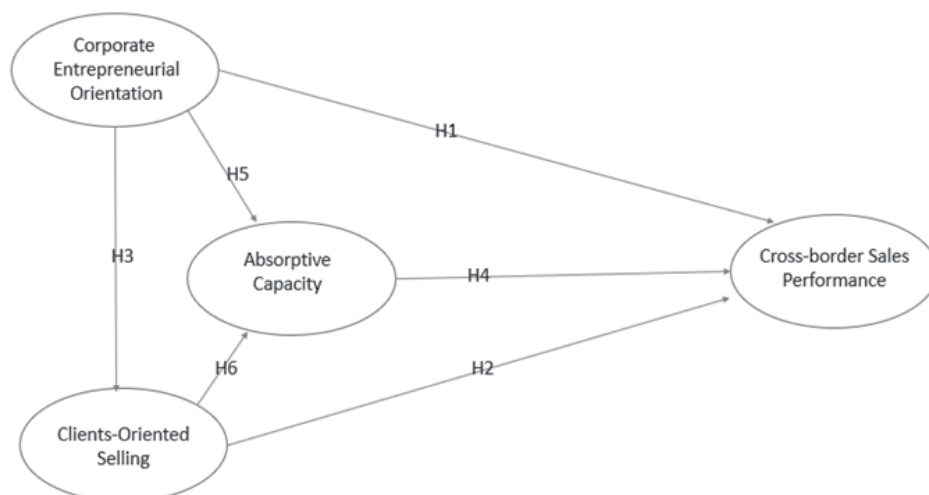 Corporate
Entrepreneurial
Orientation
H1
H5
H3
Absorptive
Capacity
H4
Cross-border Sales
Performance
H6
H2
Clients-Oriented
Selling